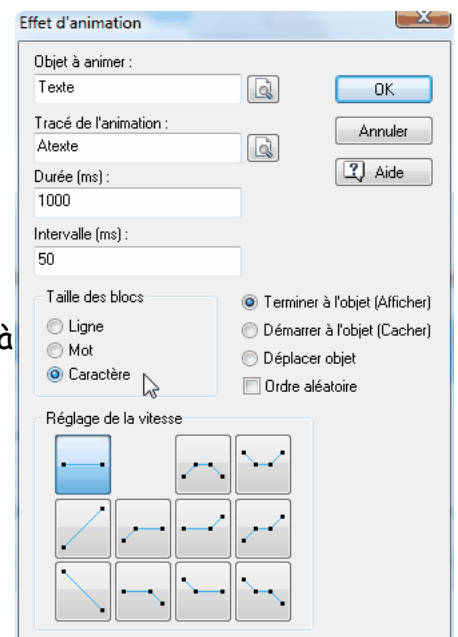 Effet d'animation
Objet à animer :
Texte
OK
Tracé de l'animation :
Atexte
Annuler
Durée (ms) :
1000
Aide
Intervalle (ms) :
50
Taille des blocs
Ligne
Mot
Caractère
Terminer à l'objet (Afficher)
Démarrer à l'objet (Cacher)
Déplacer objet
Ordre aléatoire
à
Réglage de la vitesse